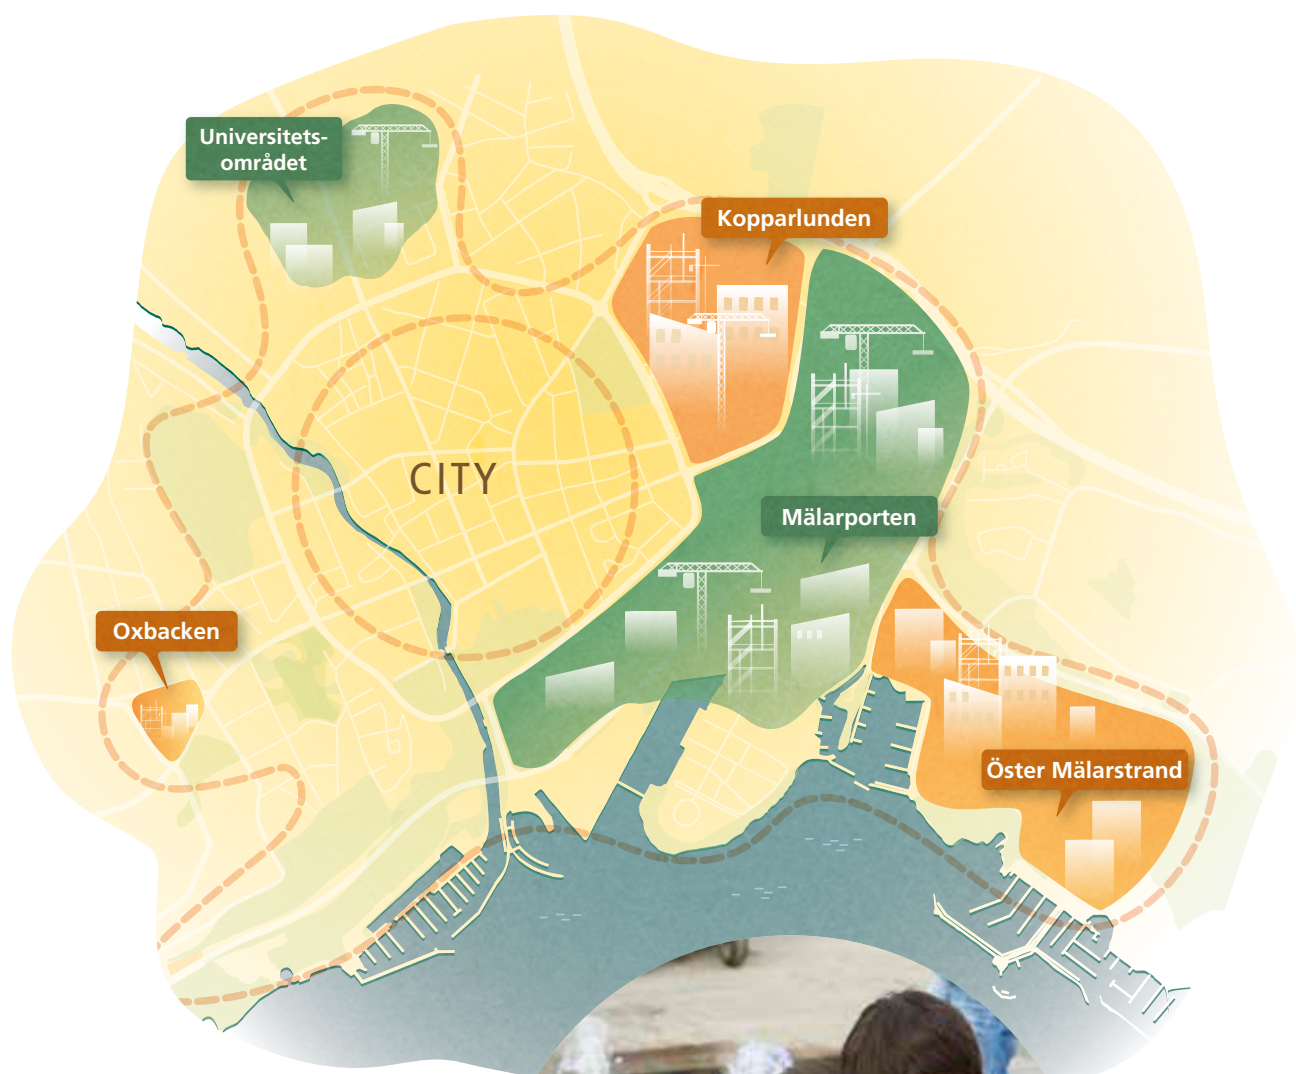 Universitets-
området
Kopparlunden
CITY
Mälarporten
Oxbacken
Öster Mälarstrand